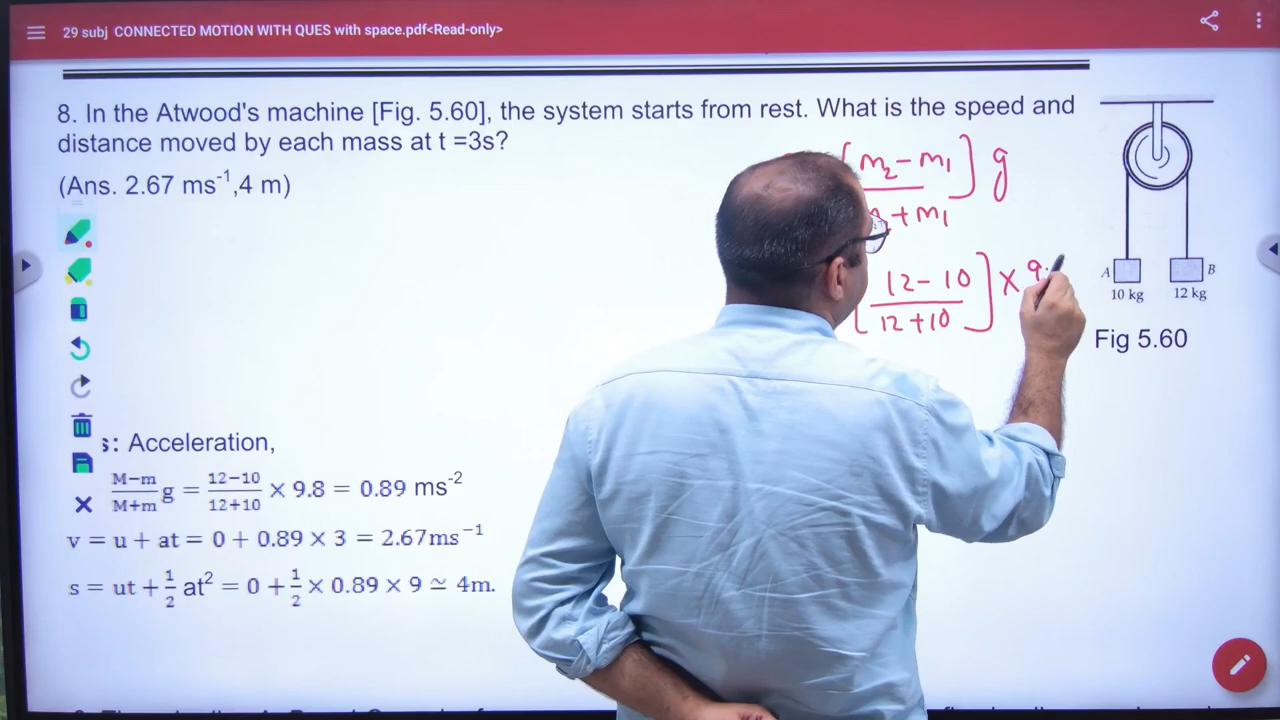 29 subj CONNECTED MOTION WITH QUES with space.pdf<Read-only>
8. In the Atwood's machine [Fig. 5.60], the system starts from rest. What is the speed and
distance moved by each mass at t =3s?
(Ans. 2.67 ms⁻¹,4 m)
[m₂-m₁] g
+m₁
[12-10] × 9.
12+10
A B
10 kg 12 kg
Fig 5.60
s: Acceleration,
M−m/M+m g = 12−10/12+10 × 9.8 = 0.89 ms⁻²
v = u + at = 0 + 0.89 × 3 = 2.67ms⁻¹
s = ut + 1/2 at² = 0 + 1/2 × 0.89 × 9 ≃ 4m.